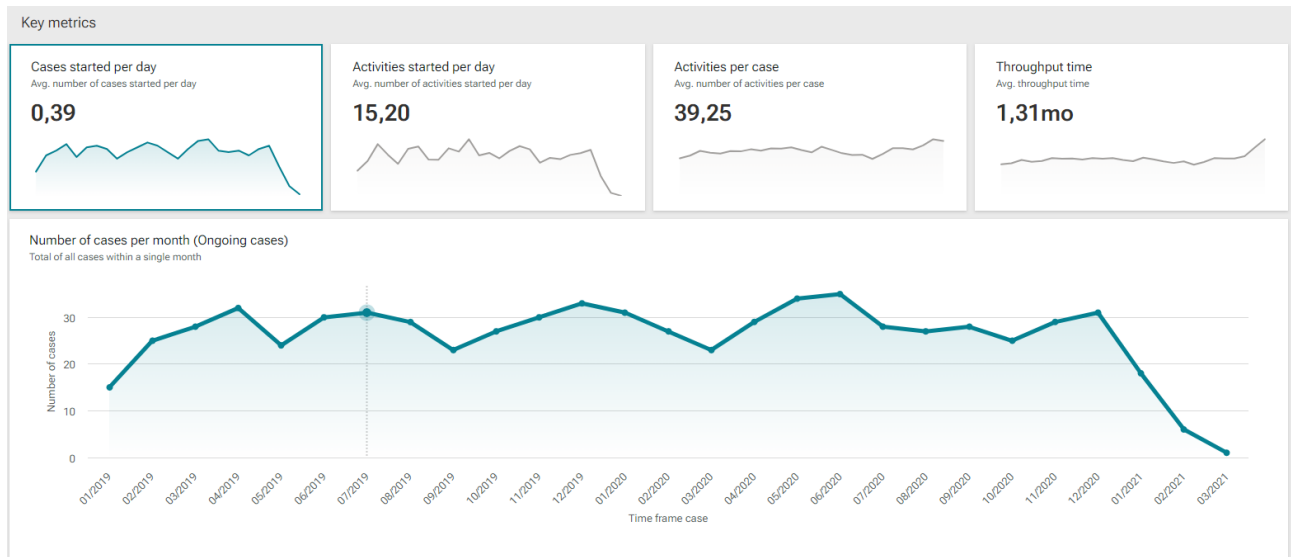 Key metrics
Cases started per day
Avg. number of cases started per day
0,39
Activities started per day
Avg. number of activities started per day
15,20
Activities per case
Avg. number of activities per case
39,25
Throughput time
Avg. throughput time
1,31mo
Number of cases per month (Ongoing cases)
Total of all cases within a single month
Number of cases
30
20
10
0
01/2019
02/2019
03/2019
04/2019
05/2019
06/2019
07/2019
08/2019
09/2019
10/2019
11/2019
12/2019
01/2020
02/2020
03/2020
04/2020
05/2020
06/2020
07/2020
08/2020
09/2020
10/2020
11/2020
12/2020
01/2021
02/2021
03/2021
Time frame case